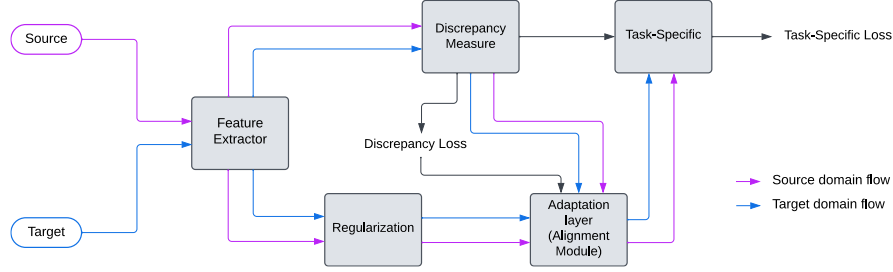 Source
Discrepancy
Measure
Task-Specific
Task-Specific Loss
Feature
Extractor
Discrepancy Loss
Source domain flow
Target domain flow
Target
Regularization
Adaptation
layer
(Alignment
Module)